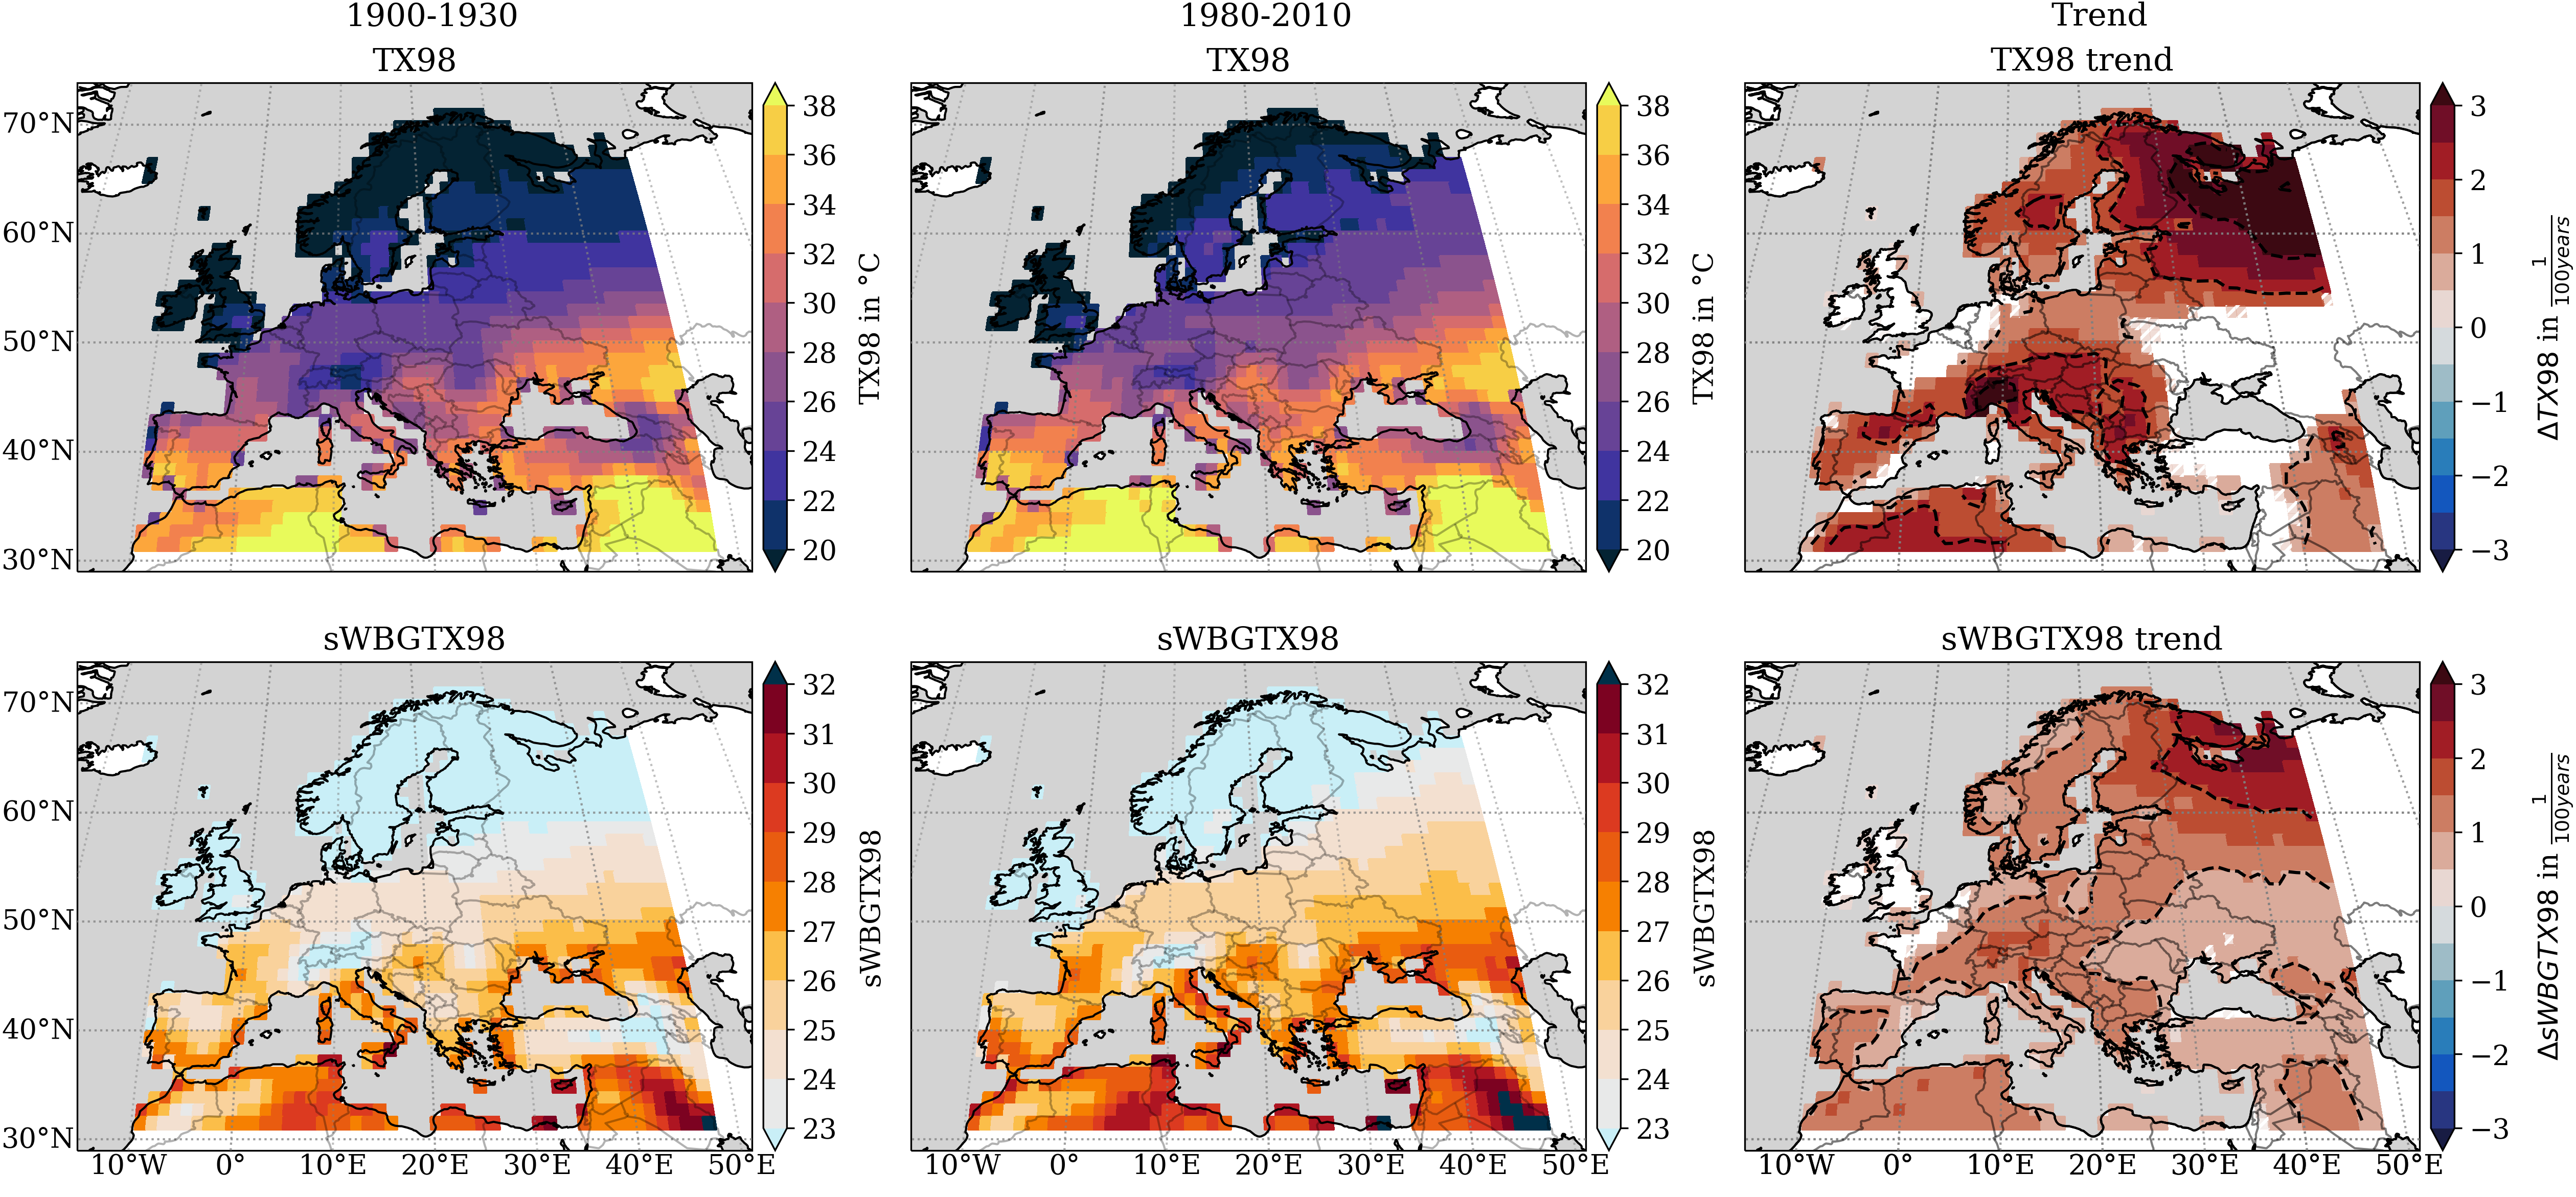 1900-1930
1980-2010
Trend
TX98
TX98
TX98 trend
70°N
60°N
50°N
40°N
30°N
38
36
34
32
30
28
26
24
22
20
TX98 in °C
38
36
34
32
30
28
26
24
22
20
TX98 in °C
3
2
1
0
−1
−2
−3
ΔTX98 in 1/100years
sWBGTX98
sWBGTX98
sWBGTX98 trend
70°N
60°N
50°N
40°N
30°N
10°W 0° 10°E 20°E 30°E 40°E 50°E
32
31
30
29
28
27
26
25
24
23
sWBGTX98
10°W 0° 10°E 20°E 30°E 40°E 50°E
32
31
30
29
28
27
26
25
24
23
sWBGTX98
10°W 0° 10°E 20°E 30°E 40°E 50°E
3
2
1
0
−1
−2
−3
ΔsWBGTX98 in 1/100years